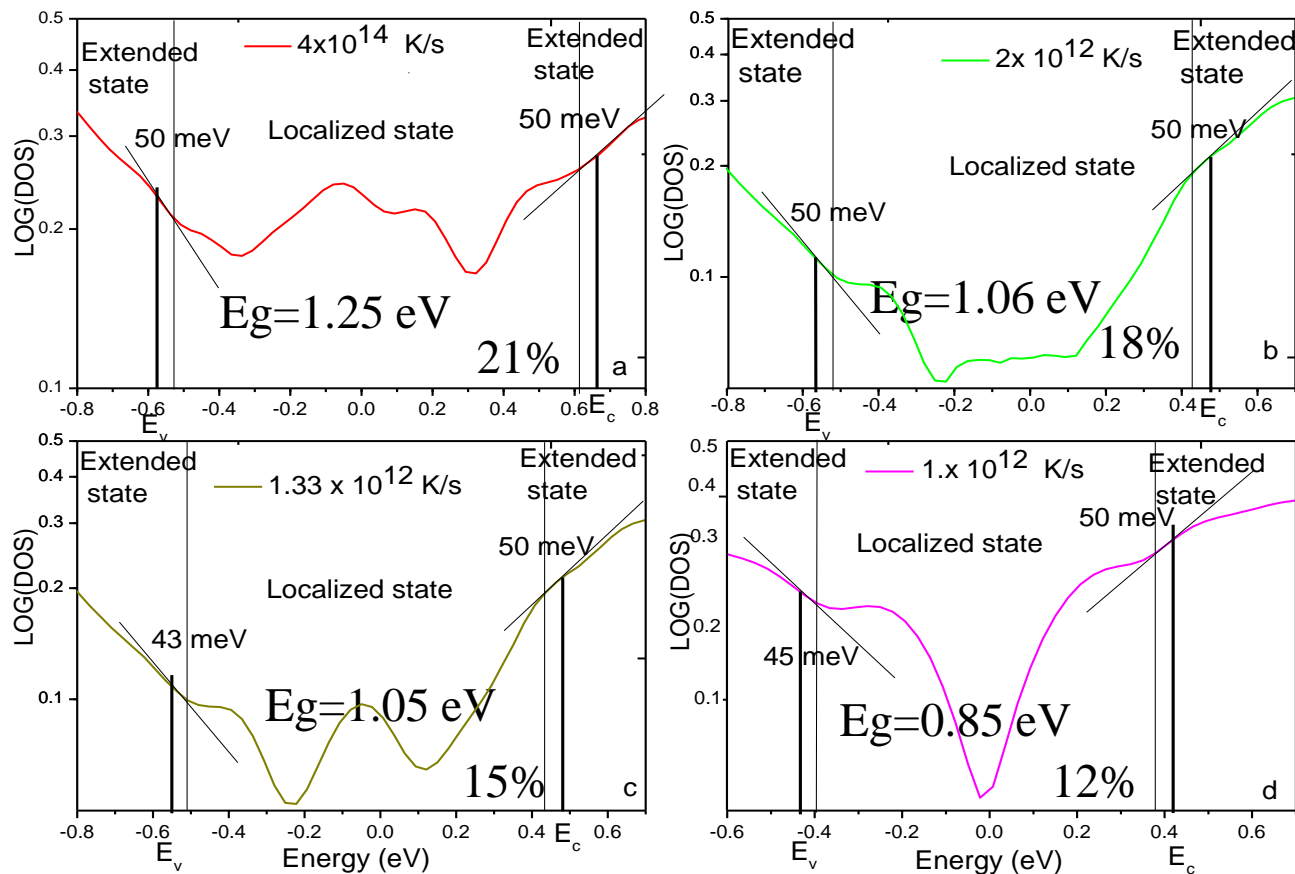 0.5
0.4
0.3
0.2
0.1
LOG(DOS)
Extended
state
4x10^14 K/s
Extended
state
50 meV
Localized state
50 meV
Eg=1.25 eV
21%
a
-0.8 -0.6 -0.4 -0.2 0.0 0.2 0.4 0.6 0.8
E_v
E_c
0.5
0.4
0.3
0.2
0.1
LOG(DOS)
Extended
state
2x 10^12 K/s
Extended
state
50 meV
Localized state
50 meV
Eg=1.06 eV
18%
b
-0.8 -0.6 -0.4 -0.2 0.0 0.2 0.4 0.6
E_v
E_c
0.5
0.4
0.3
0.2
0.1
LOG(DOS)
Extended
state
1.33 x 10^12 K/s
Extended
state
50 meV
Localized state
43 meV
Eg=1.05 eV
15%
c
-0.8 -0.6 -0.4 -0.2 0.0 0.2 0.4 0.6
E_v
Energy (eV)
E_c
0.5
0.4
0.3
0.2
0.1
LOG(DOS)
Extended
state
1.x 10^12 K/s
Extended
state
50 meV
Localized state
45 meV
Eg=0.85 eV
12%
d
-0.6 -0.4 -0.2 0.0 0.2 0.4 0.6
E_v
Energy (eV)
E_c